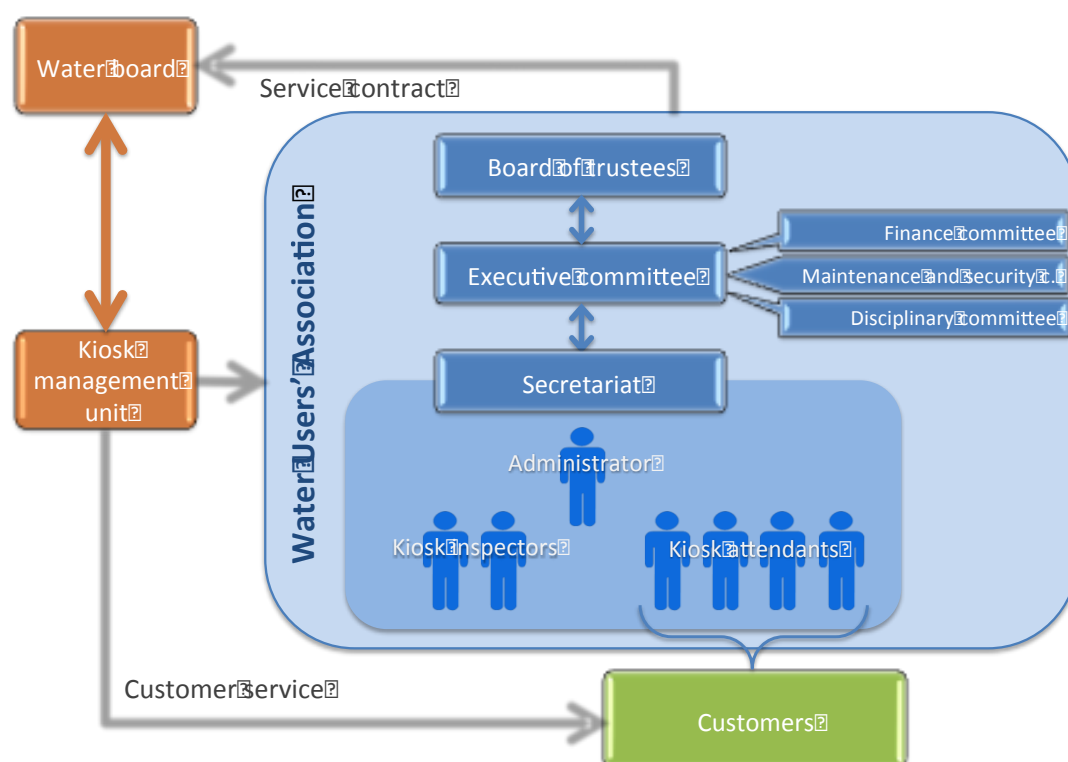 Water board
Service contract
Board of trustees
Water Users' Association
Finance committee
Executive committee
Maintenance and security c.
Disciplinary committee
Kiosk
management
unit
Secretariat
Administrator
Kiosk inspectors
Kiosk attendants
Customer service
Customers